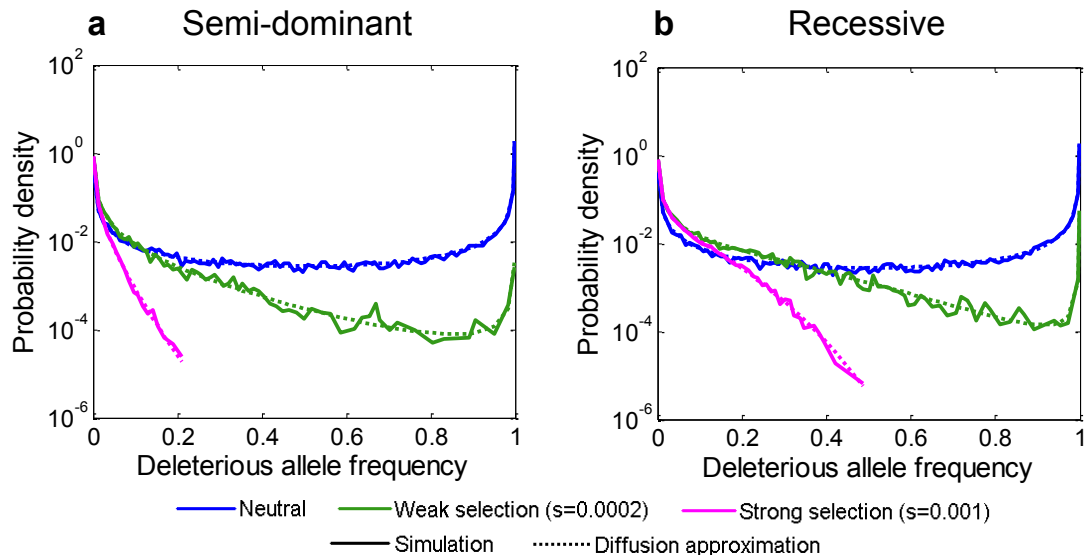 a Semi-dominant
b Recessive
Probability density
10^2
10^0
10^-2
10^-4
10^-6
0 0.2 0.4 0.6 0.8 1
Deleterious allele frequency
Probability density
10^2
10^0
10^-2
10^-4
10^-6
0 0.2 0.4 0.6 0.8 1
Deleterious allele frequency
Neutral Weak selection (s=0.0002) Strong selection (s=0.001)
Simulation Diffusion approximation